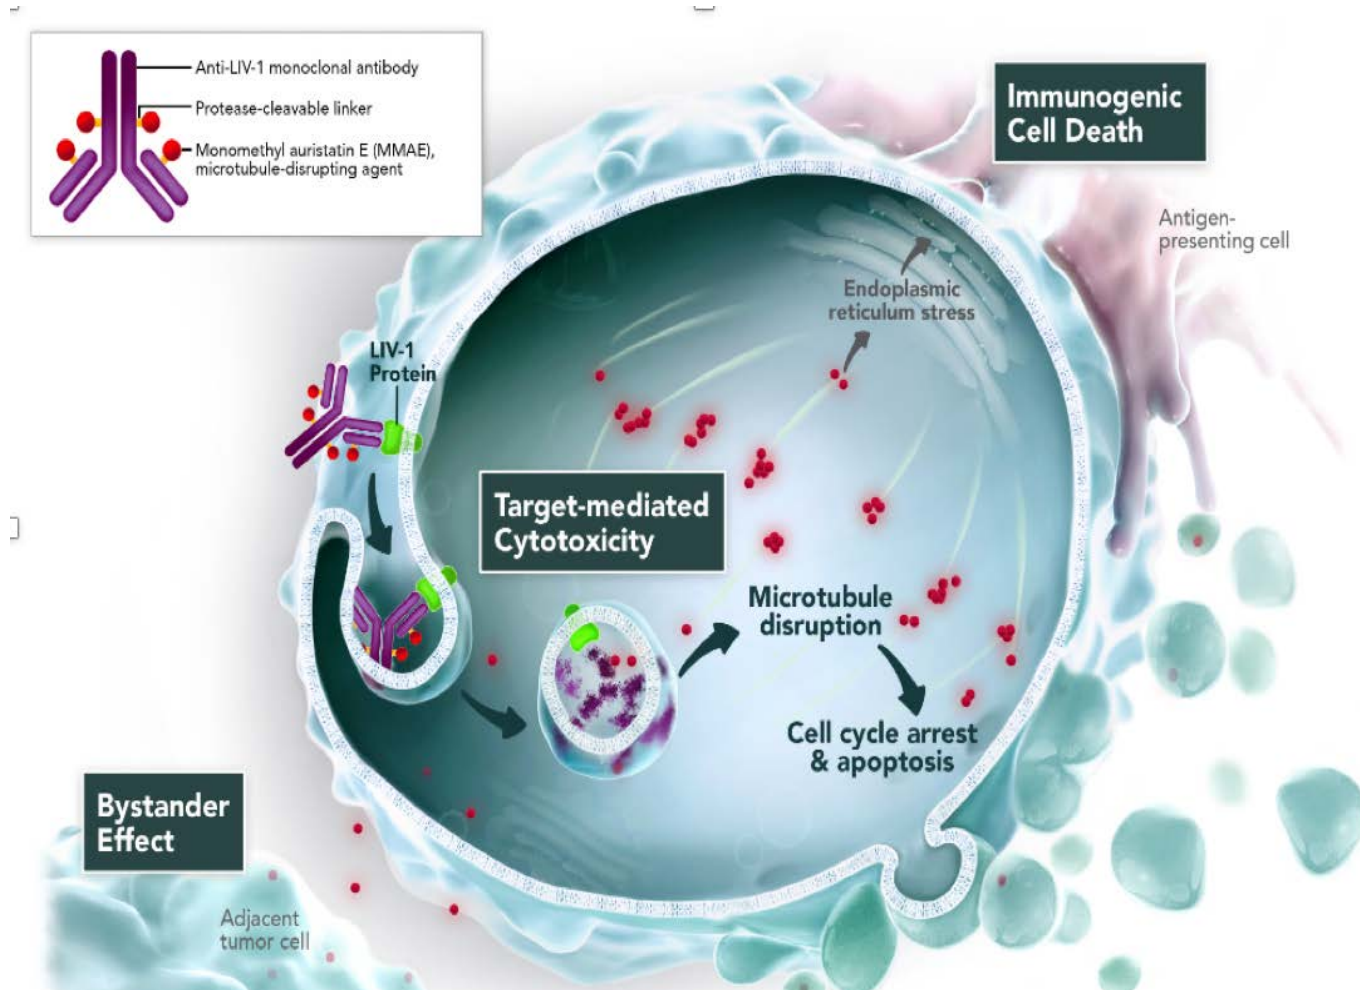 Anti-LIV-1 monoclonal antibody
Protease-cleavable linker
Monomethyl auristatin E (MMAE),
microtubule-disrupting agent
Immunogenic
Cell Death
Antigen-
presenting cell
Endoplasmic
reticulum stress
LIV-1
Protein
Target-mediated
Cytotoxicity
Microtubule
disruption
Cell cycle arrest
& apoptosis
Bystander
Effect
Adjacent
tumor cell